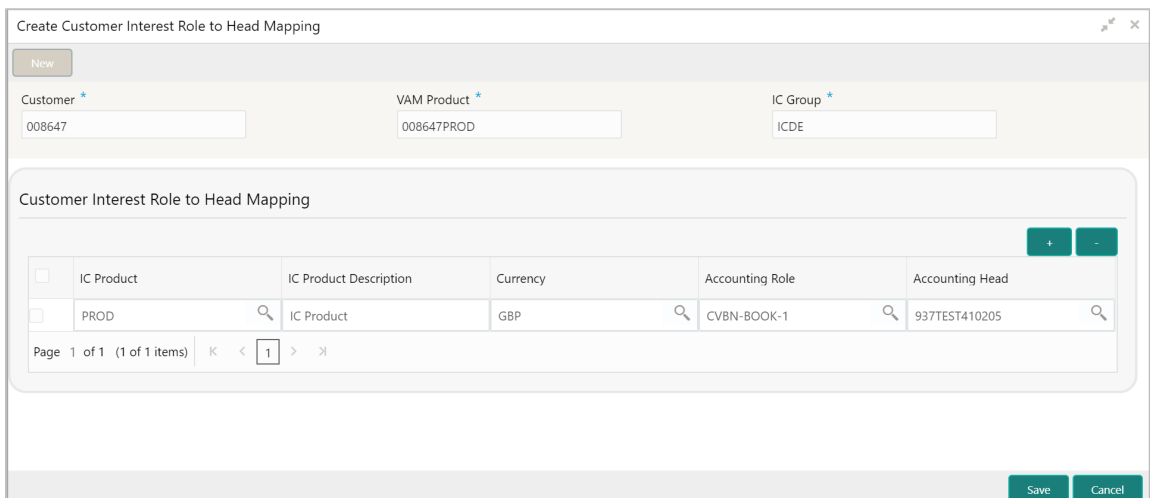 Create Customer Interest Role to Head Mapping
New
Customer * VAM Product * IC Group *
008647 008647PROD ICDE
Customer Interest Role to Head Mapping
+ -
IC Product IC Product Description Currency Accounting Role Accounting Head
PROD IC Product GBP CVBN-BOOK-1 937TEST410205
Page 1 of 1 (1 of 1 items) 1
Save Cancel